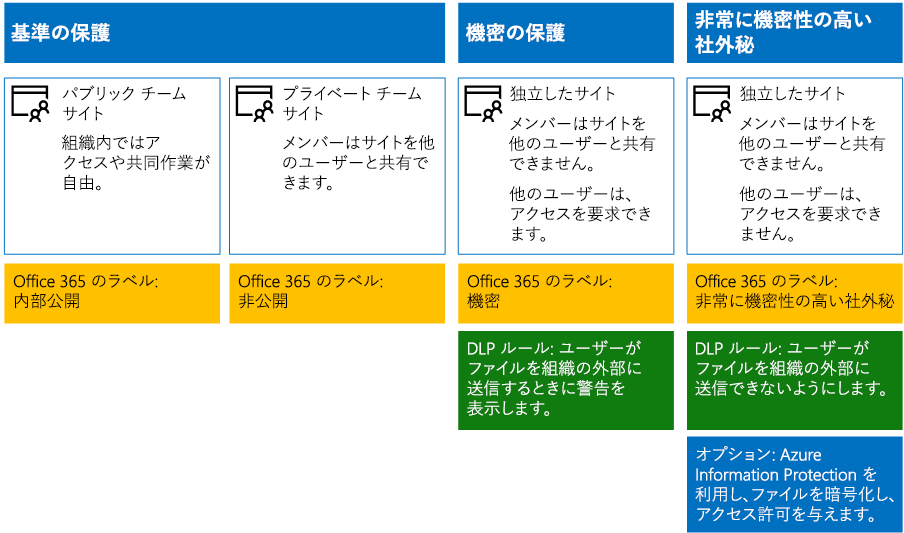 基準の保護
機密の保護
非常に機密性の高い
社外秘
パブリック チーム
サイト
組織内ではア
クセスや共同作業が
自由。
プライベート チーム
サイト
メンバーはサイトを他
のユーザーと共有で
きます。
独立したサイト
メンバーはサイトを
他のユーザーと共有
できません。
他のユーザーは、
アクセスを要求でき
ます。
独立したサイト
メンバーはサイトを
他のユーザーと共有
できません。
他のユーザーは、
アクセスを要求でき
ません。
Office 365 のラベル:
内部公開
Office 365 のラベル:
非公開
Office 365 のラベル:
機密
Office 365 のラベル:
非常に機密性の高い社外秘
DLP ルール: ユーザーが
ファイルを組織の外部に
送信するときに警告を
表示します。
DLP ルール: ユーザーが
ファイルを組織の外部に
送信できないようにします。
オプション: Azure
Information Protection を
利用し、ファイルを暗号化し、
アクセス許可を与えます。